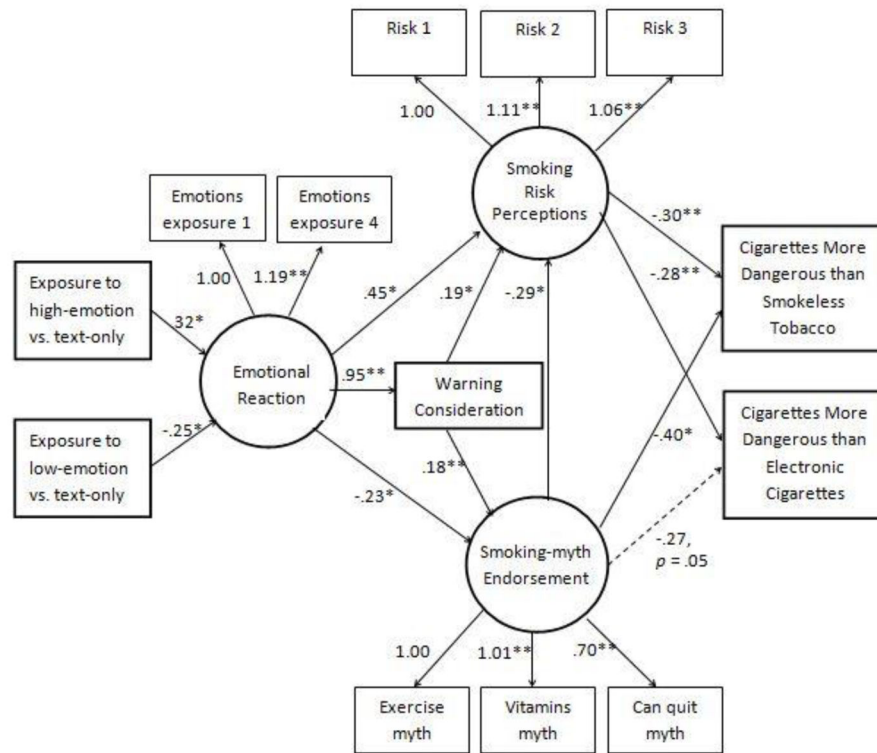 Risk 1
Risk 2
Risk 3
1.00
1.11**
1.06**
Smoking
Risk
Perceptions
Emotions
exposure 1
Emotions
exposure 4
1.00
1.19**
-.30**
-.28**
Cigarettes More
Dangerous than
Smokeless
Tobacco
Exposure to
high-emotion
vs. text-only
.32*
.45*
.19*
-.29*
Emotional
Reaction
.95**
Warning
Consideration
Exposure to
low-emotion
vs. text-only
-.25*
-.23*
.18**
-.40*
Cigarettes More
Dangerous than
Electronic
Cigarettes
Smoking-myth
Endorsement
-.27,
p = .05
1.00
1.01**
.70**
Exercise
myth
Vitamins
myth
Can quit
myth